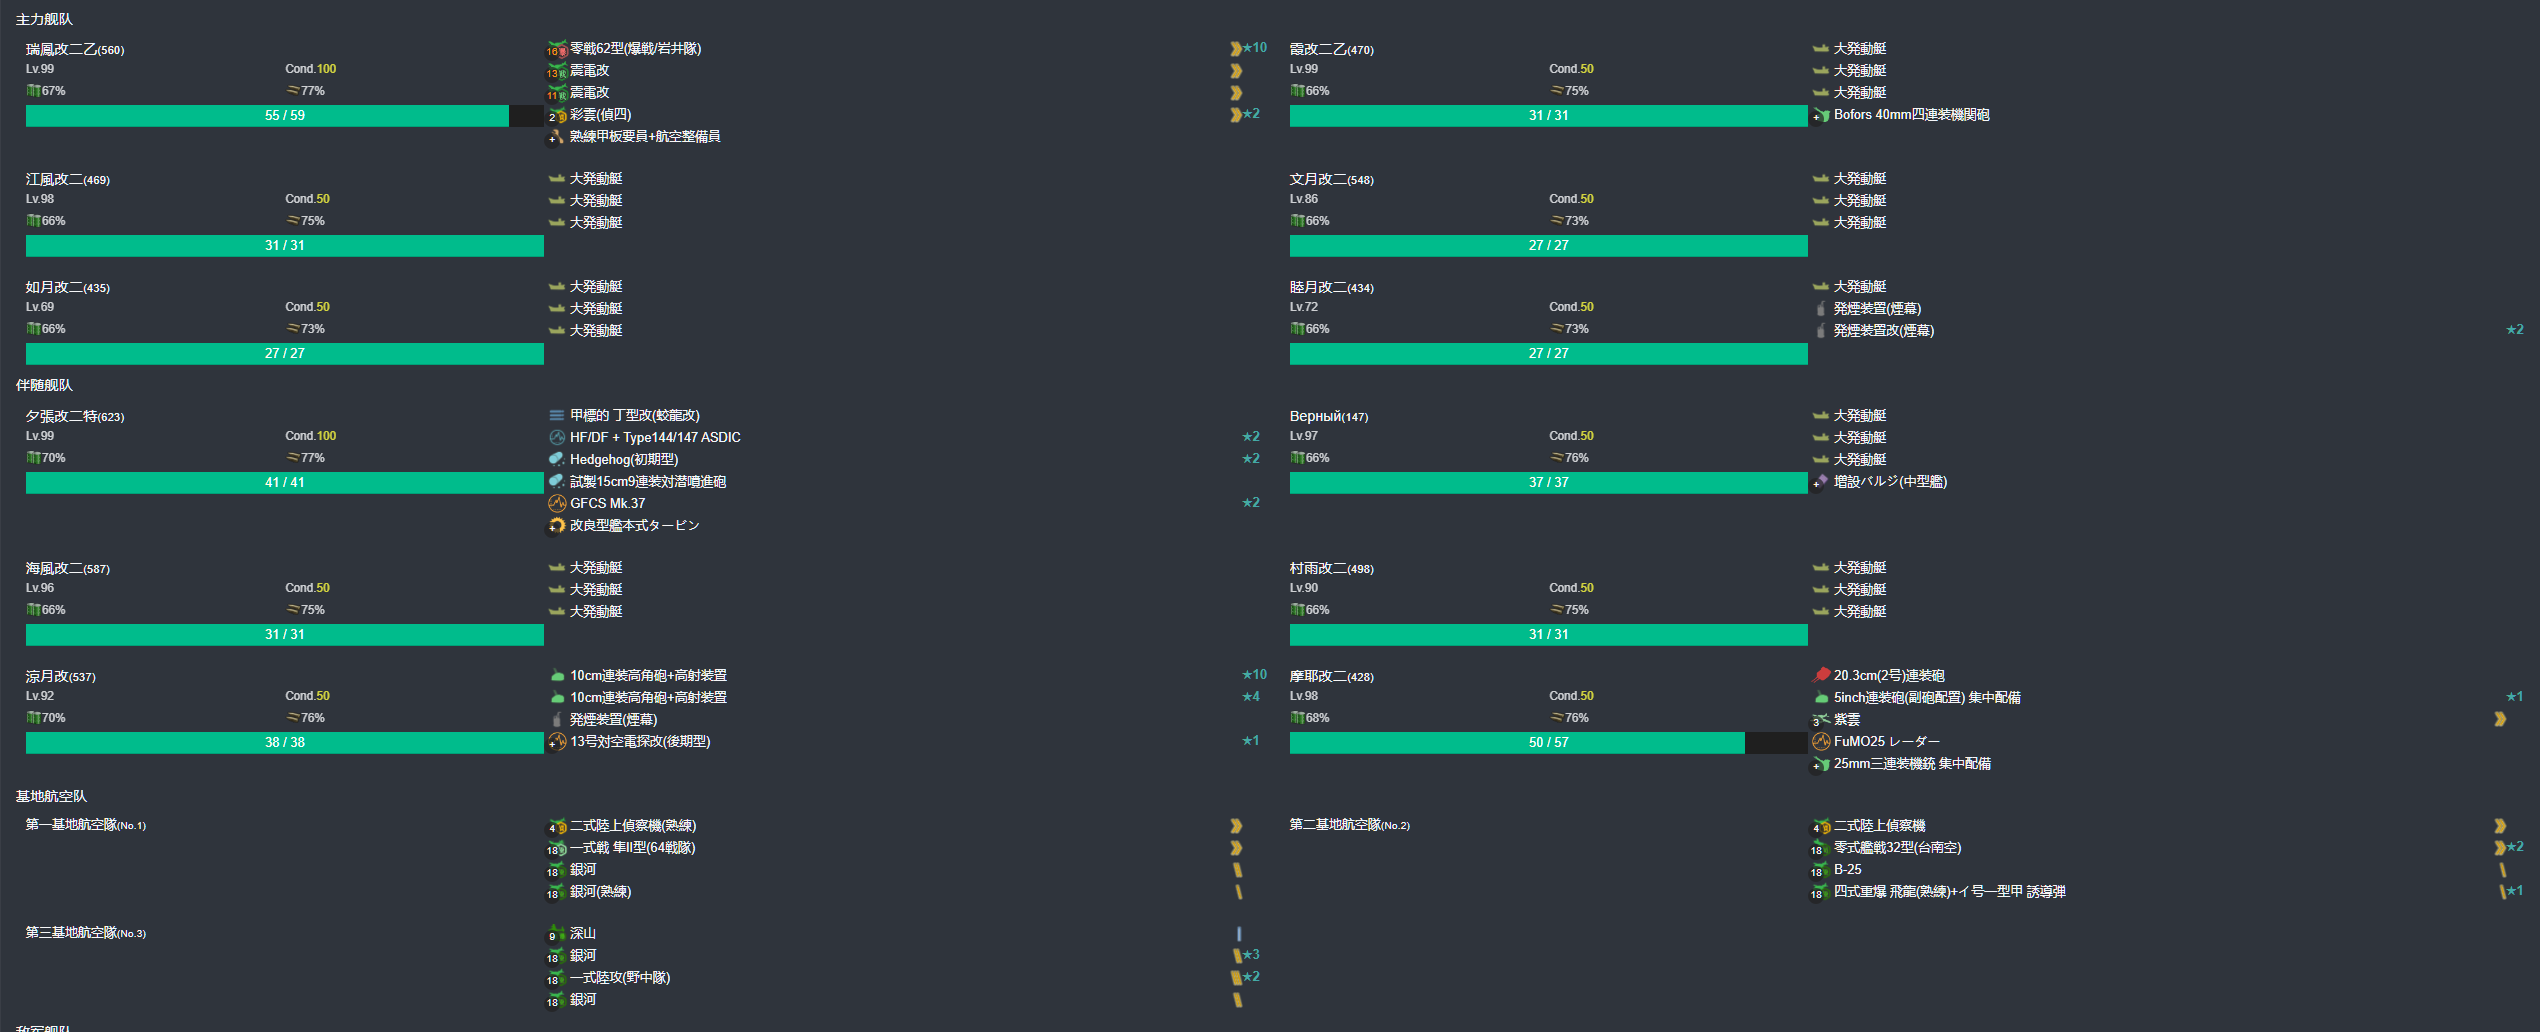 主力舰队
瑞鳳改二乙(560)
Lv.99 Cond.100
67% 77%
55 / 59
16 零戦62型(爆戦/岩井隊) ★10
13 震電改
11 震電改
2 彩雲(偵四) ★2
+ 熟練甲板要員+航空整備員
霞改二乙(470)
Lv.99 Cond.50
66% 75%
31 / 31
大発動艇
大発動艇
大発動艇
+ Bofors 40mm四連装機関砲
江風改二(469)
Lv.98 Cond.50
66% 75%
31 / 31
大発動艇
大発動艇
大発動艇
文月改二(548)
Lv.86 Cond.50
66% 73%
27 / 27
大発動艇
大発動艇
大発動艇
如月改二(435)
Lv.69 Cond.50
66% 73%
27 / 27
大発動艇
大発動艇
大発動艇
睦月改二(434)
Lv.72 Cond.50
66% 73%
27 / 27
大発動艇
発煙装置(煙幕)
発煙装置改(煙幕) ★2
伴随舰队
夕張改二特(623)
Lv.99 Cond.100
70% 77%
41 / 41
甲標的 丁型改(蛟龍改)
HF/DF + Type144/147 ASDIC ★2
Hedgehog(初期型) ★2
試製15cm9連装対潜噴進砲
GFCS Mk.37 ★2
+ 改良型艦本式タービン
Верный(147)
Lv.97 Cond.50
66% 76%
37 / 37
大発動艇
大発動艇
大発動艇
+ 増設バルジ(中型艦)
海風改二(587)
Lv.96 Cond.50
66% 75%
31 / 31
大発動艇
大発動艇
大発動艇
村雨改二(498)
Lv.90 Cond.50
66% 75%
31 / 31
大発動艇
大発動艇
大発動艇
涼月改(537)
Lv.92 Cond.50
70% 76%
38 / 38
10cm連装高角砲+高射装置 ★10
10cm連装高角砲+高射装置 ★4
発煙装置(煙幕)
+ 13号対空電探改(後期型) ★1
摩耶改二(428)
Lv.98 Cond.50
68% 76%
50 / 57
20.3cm(2号)連装砲
5inch連装砲(副砲配置) 集中配備 ★1
3 紫雲
FuMO25 レーダー
+ 25mm三連装機銃 集中配備
基地航空队
第一基地航空隊(No.1)
4 二式陸上偵察機(熟練)
18 一式戦 隼II型(64戦隊)
18 銀河
18 銀河(熟練)
第二基地航空隊(No.2)
4 二式陸上偵察機
18 零式艦戦32型(台南空) ★2
18 B-25
18 四式重爆 飛龍(熟練)+イ号一型甲 誘導弾 ★1
第三基地航空隊(No.3)
9 深山
18 銀河 ★3
18 一式陸攻(野中隊) ★2
18 銀河
敌军舰队